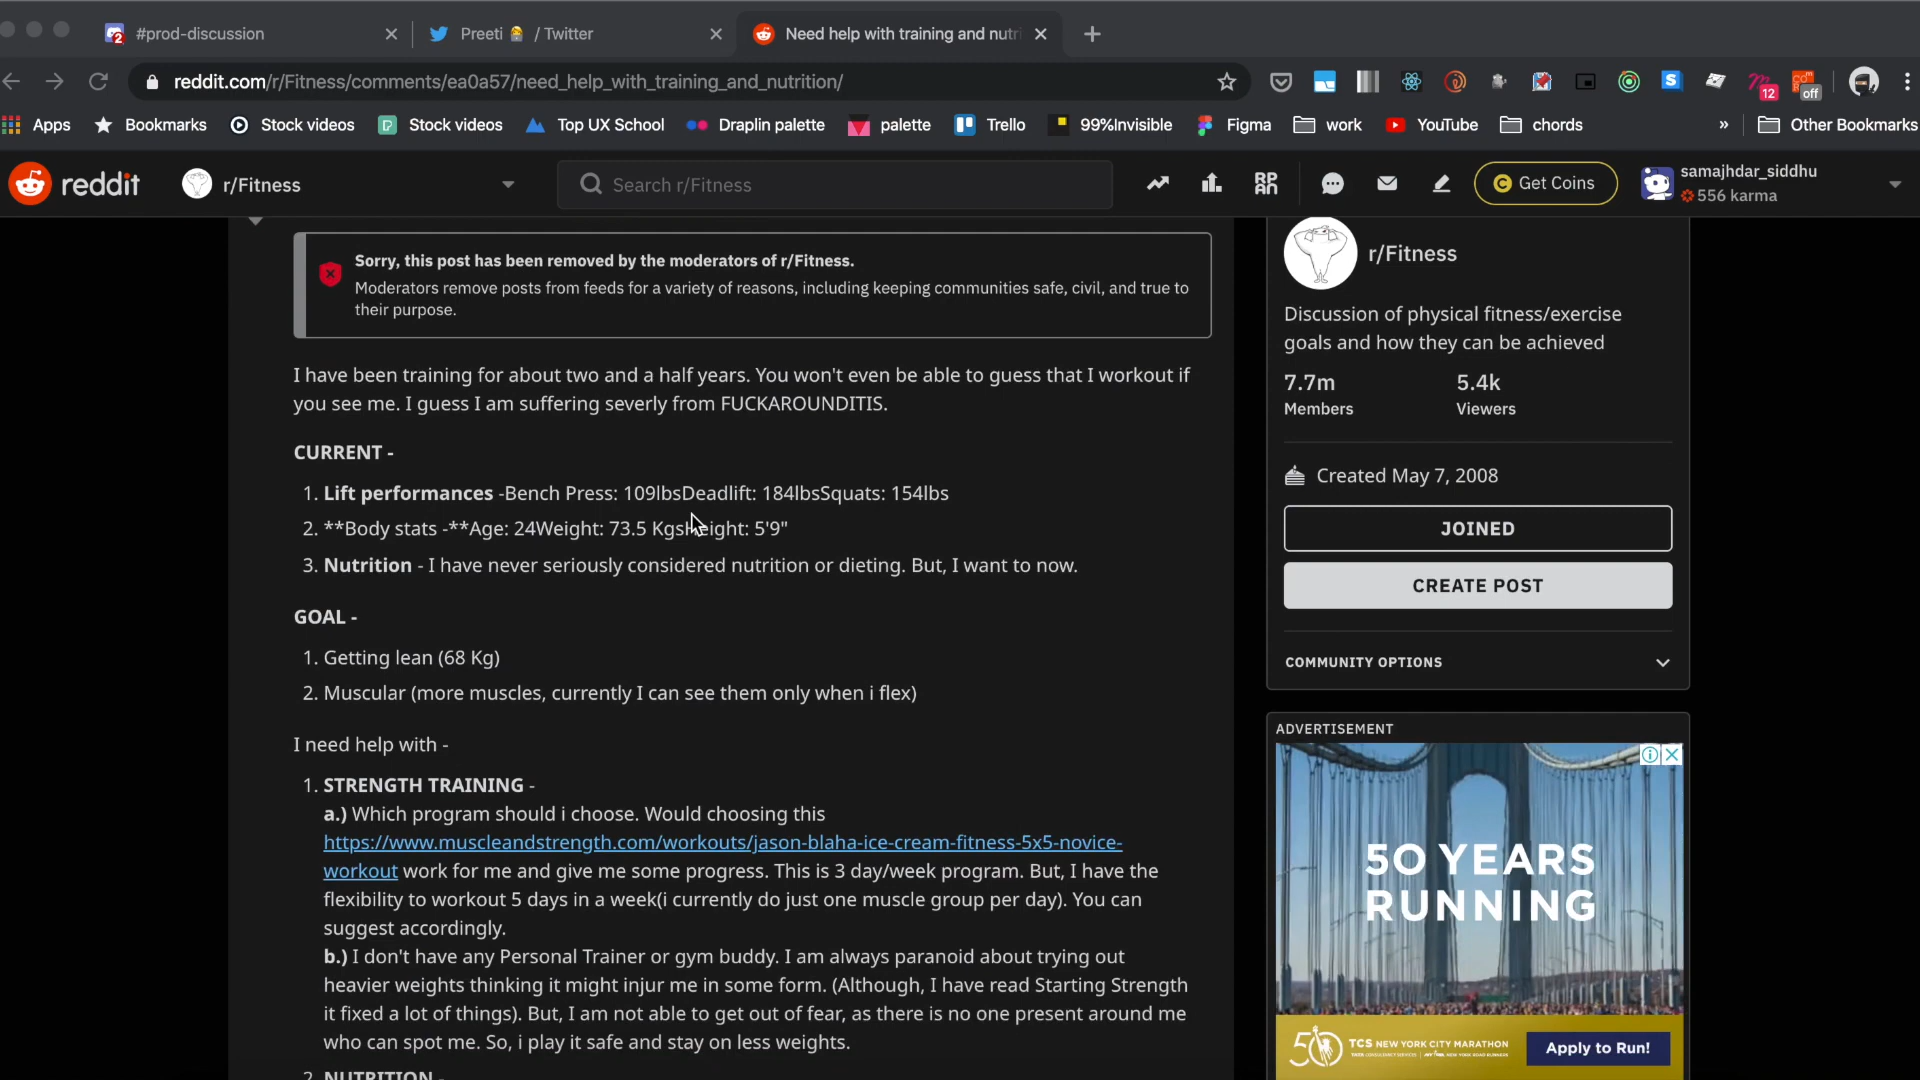 #prod-discussion
Preeti / Twitter
Need help with training and nutri
reddit.com/r/Fitness/comments/ea0a57/need_help_with_training_and_nutrition/
12
off
Apps
Bookmarks
Stock videos
Stock videos
Top UX School
Draplin palette
palette
Trello
99%Invisible
Figma
work
YouTube
chords
»
Other Bookmarks
reddit
r/Fitness
Search r/Fitness
Get Coins
samajhdar_siddhu
556 karma
Sorry, this post has been removed by the moderators of r/Fitness.
Moderators remove posts from feeds for a variety of reasons, including keeping communities safe, civil, and true to
their purpose.
I have been training for about two and a half years. You won't even be able to guess that I workout if
you see me. I guess I am suffering severly from FUCKAROUNDITIS.
CURRENT -
1. Lift performances -Bench Press: 109lbsDeadlift: 184lbsSquats: 154lbs
2. **Body stats -**Age: 24Weight: 73.5 KgsHeight: 5'9"
3. Nutrition - I have never seriously considered nutrition or dieting. But, I want to now.
GOAL -
1. Getting lean (68 Kg)
2. Muscular (more muscles, currently I can see them only when i flex)
I need help with -
1. STRENGTH TRAINING -
a.) Which program should i choose. Would choosing this
https://www.muscleandstrength.com/workouts/jason-blaha-ice-cream-fitness-5x5-novice-
workout work for me and give me some progress. This is 3 day/week program. But, I have the
flexibility to workout 5 days in a week(i currently do just one muscle group per day). You can
suggest accordingly.
b.) I don't have any Personal Trainer or gym buddy. I am always paranoid about trying out
heavier weights thinking it might injur me in some form. (Although, I have read Starting Strength
it fixed a lot of things). But, I am not able to get out of fear, as there is no one present around me
who can spot me. So, i play it safe and stay on less weights.
2. NUTRITION -
r/Fitness
Discussion of physical fitness/exercise
goals and how they can be achieved
7.7m
5.4k
Members
Viewers
Created May 7, 2008
JOINED
CREATE POST
COMMUNITY OPTIONS
ADVERTISEMENT
50 YEARS
RUNNING
50
TCS NEW YORK CITY MARATHON
Apply to Run!